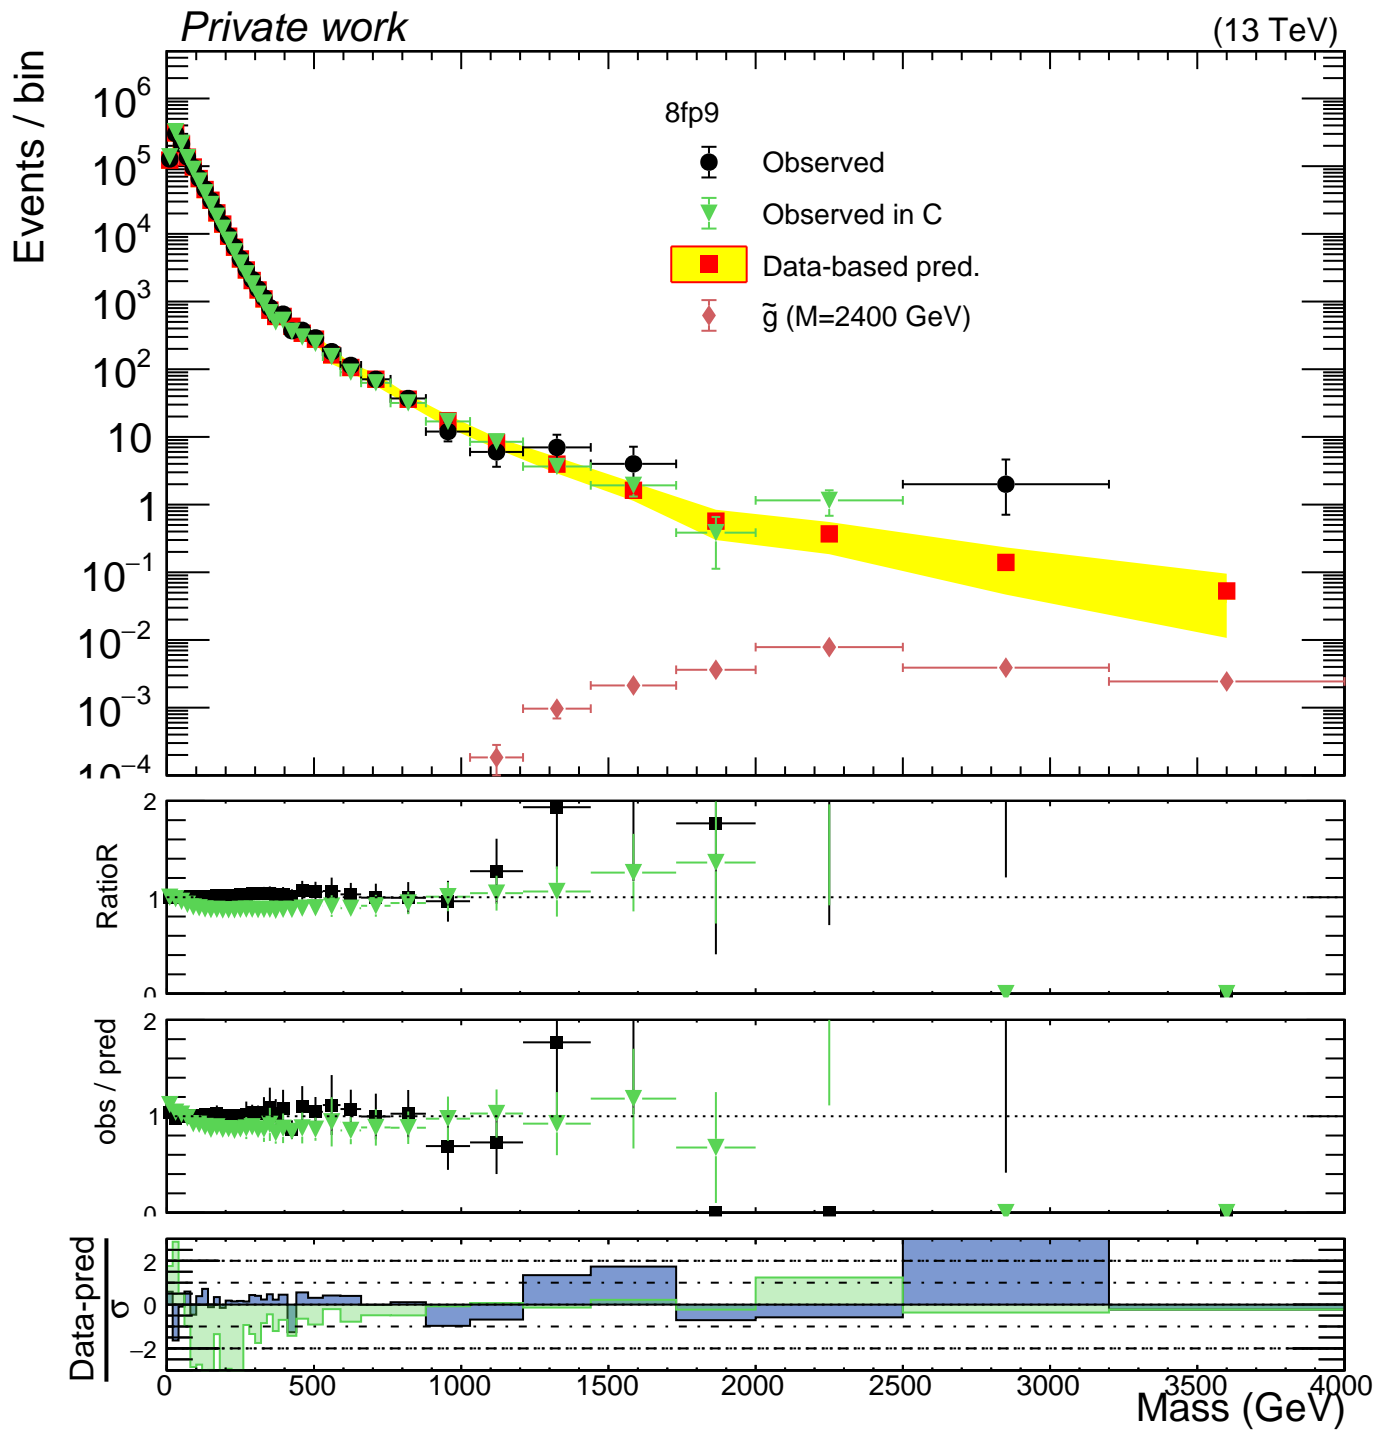 Private work (13 TeV)
Events / bin
10^6
10^5
10^4
10^3
10^2
10
1
10^−1
10^−2
10^−3
10^−4
8fp9
Observed
Observed in C
Data-based pred.
g̃ (M=2400 GeV)
RatioR
2
1
0
obs / pred
2
1
0
Data-pred
σ
2
0
−2
0 500 1000 1500 2000 2500 3000 3500 4000
Mass (GeV)